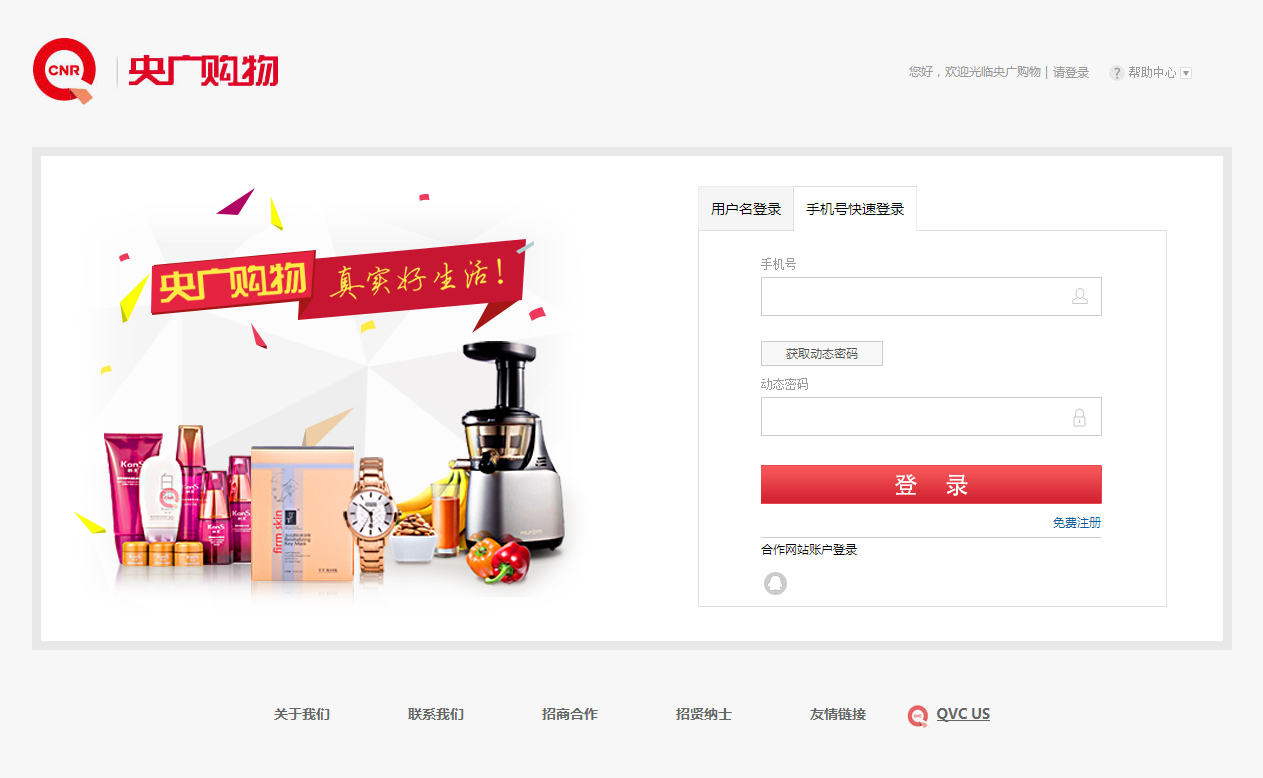 CNR
央广购物
您好，欢迎光临央广购物 | 请登录
? 帮助中心
央广购物
真实好生活!
用户名登录
手机号快速登录
手机号
获取动态密码
动态密码
登 录
免费注册
合作网站账户登录
KonS
KonS
KonS
firm skin
Revitalizing
关于我们
联系我们
招商合作
招贤纳士
友情链接
QVC US